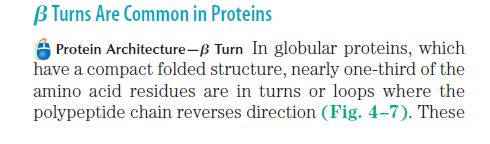 β Turns Are Common in Proteins
Protein Architecture—β Turn In globular proteins, which
have a compact folded structure, nearly one-third of the
amino acid residues are in turns or loops where the
polypeptide chain reverses direction (Fig. 4–7). These